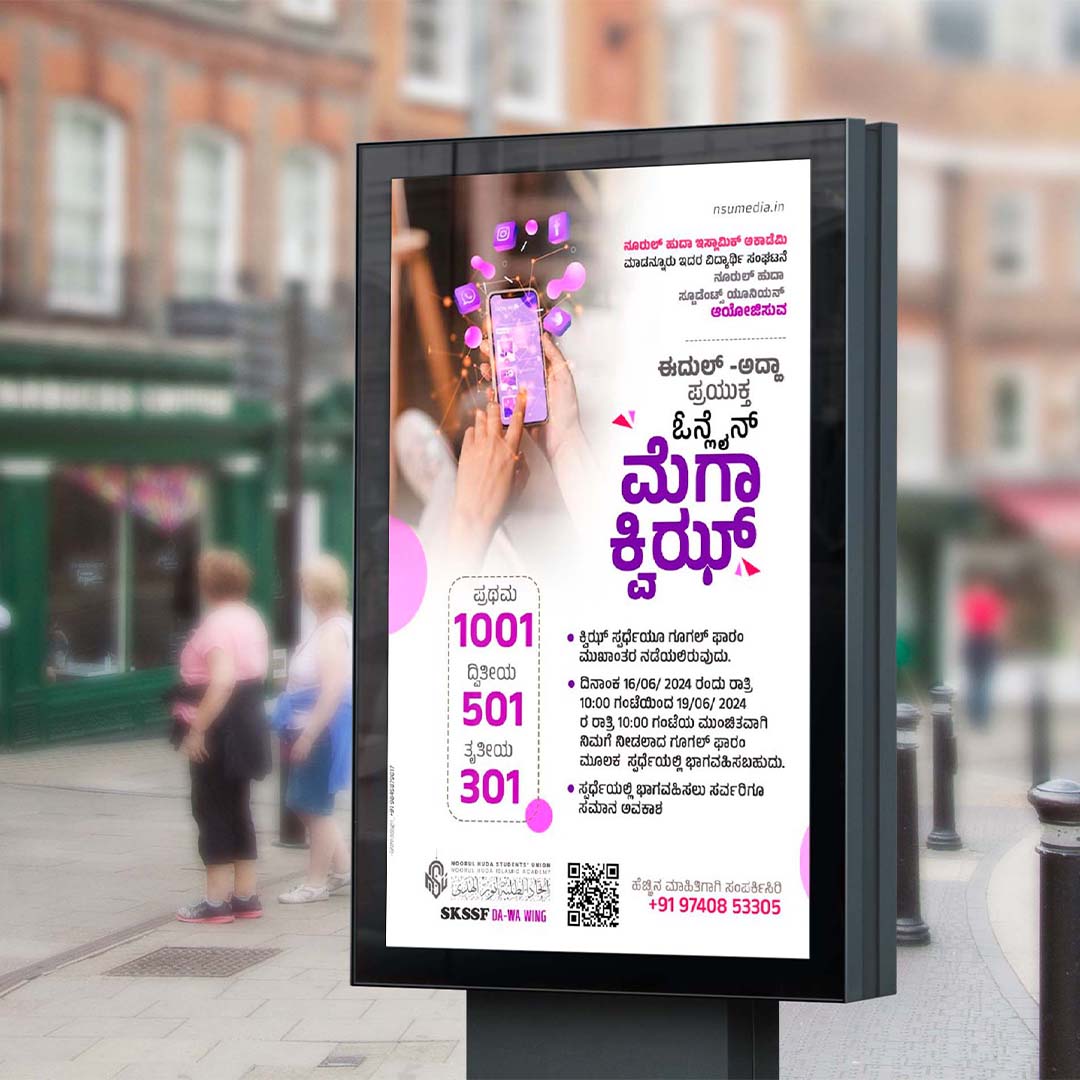 nsumedia.in
ನೂರುಲ್ ಹುದಾ ಇಸ್ಲಾಮಿಕ್ ಅಕಾಡೆಮಿ
ಮಾಡನ್ನೂರು ಇದರ ವಿದ್ಯಾರ್ಥಿ ಸಂಘಟನೆ
ನೂರುಲ್ ಹುದಾ
ಸ್ಟೂಡೆಂಟ್ಸ್ ಯೂನಿಯನ್
ಆಯೋಜಿಸುವ
ಈದುಲ್ -ಅದ್ಹಾ
ಪ್ರಯುಕ್ತ
ಓನ್ಲೈನ್
ಮೆಗಾ
ಕ್ವಿಝ್
ಪ್ರಥಮ
1001
ದ್ವಿತೀಯ
501
ತೃತೀಯ
301
• ಕ್ವಿಝ್ ಸ್ಪರ್ಧೆಯೂ ಗೂಗಲ್ ಫಾರಂ
ಮುಖಾಂತರ ನಡೆಯಲಿರುವುದು.
• ದಿನಾಂಕ 16/06/ 2024 ರಂದು ರಾತ್ರಿ
10:00 ಗಂಟೆಯಿಂದ 19/06/ 2024
ರ ರಾತ್ರಿ 10:00 ಗಂಟೆಯ ಮುಂಚಿತವಾಗಿ
ನಿಮಗೆ ನೀಡಲಾದ ಗೂಗಲ್ ಫಾರಂ
ಮೂಲಕ ಸ್ಪರ್ಧೆಯಲ್ಲಿ ಭಾಗವಹಿಸಬಹುದು.
• ಸ್ಪರ್ಧೆಯಲ್ಲಿ ಭಾಗವಹಿಸಲು ಸರ್ವರಿಗೂ
ಸಮಾನ ಅವಕಾಶ
NOORUL HUDA STUDENTS' UNION
NOORUL HUDA ISLAMIC ACADEMY
SKSSF DA-WA WING
ಹೆಚ್ಚಿನ ಮಾಹಿತಿಗಾಗಿ ಸಂಪರ್ಕಿಸಿರಿ
+91 97408 53305